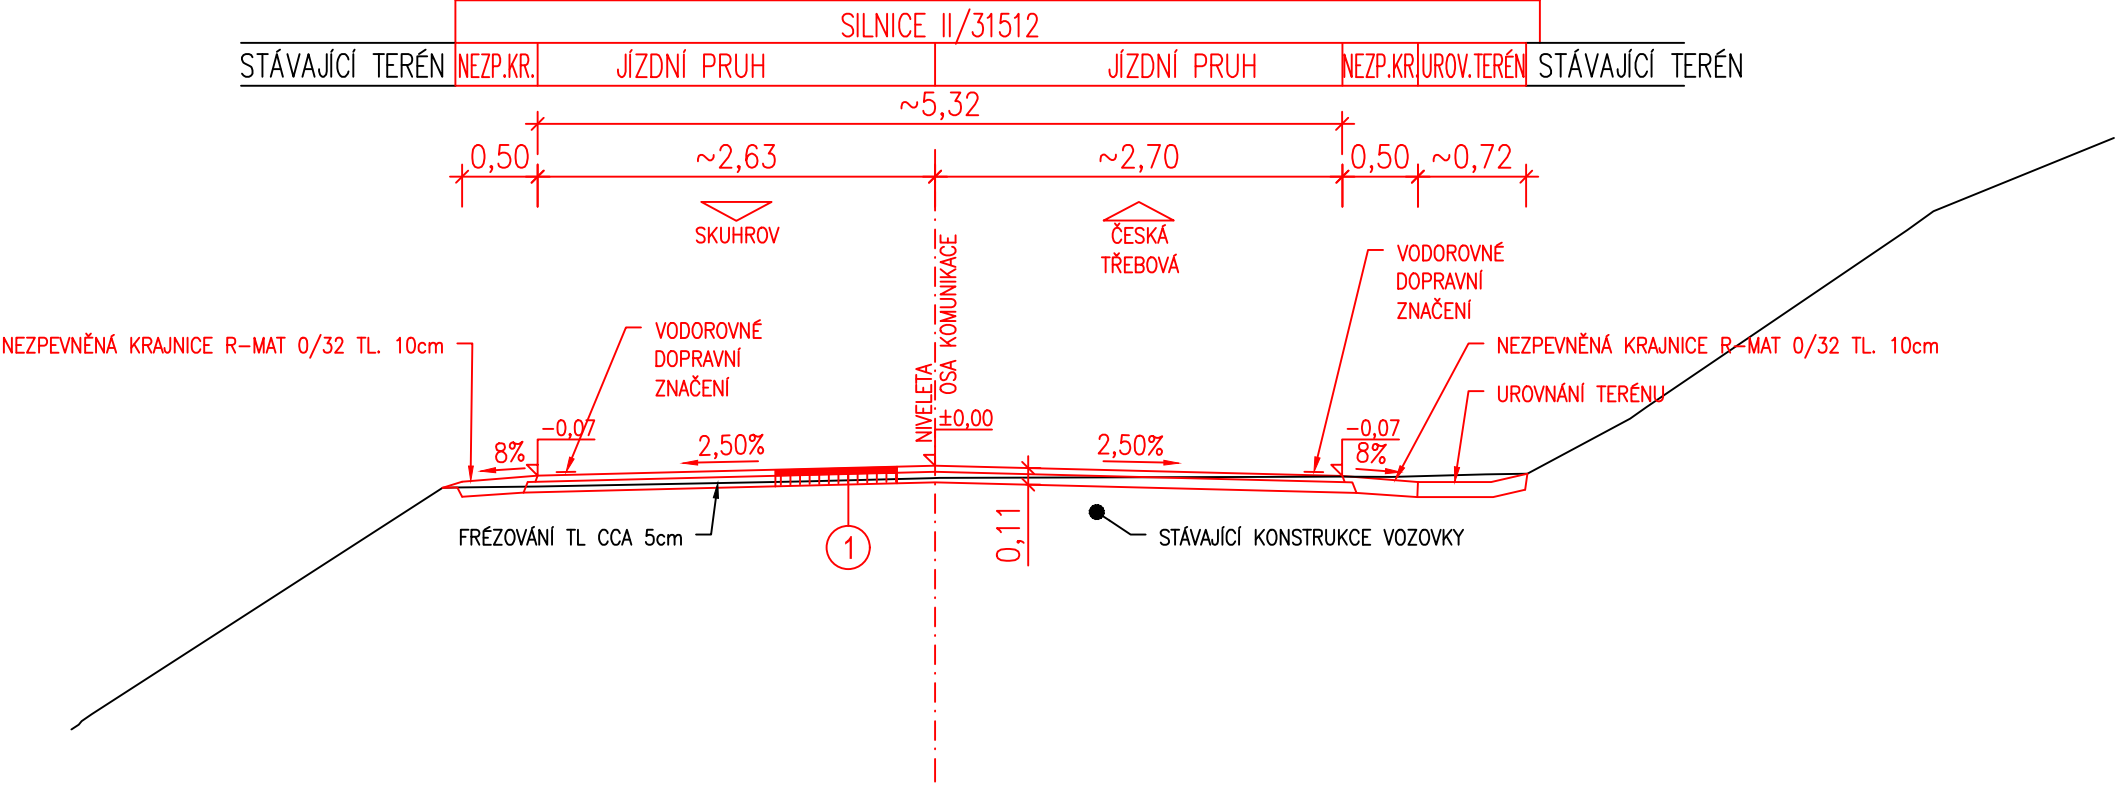 SILNICE II/31512
STÁVAJÍCÍ TERÉN NEZP.KR. JÍZDNÍ PRUH JÍZDNÍ PRUH NEZP.KR. UROV.TERÉN STÁVAJÍCÍ TERÉN
~5,32
0,50 ~2,63 ~2,70 0,50 ~0,72
SKUHROV
ČESKÁ
TŘEBOVÁ
OSA KOMUNIKACE
NIVELETA
VODOROVNÉ
DOPRAVNÍ
ZNAČENÍ
VODOROVNÉ
DOPRAVNÍ
ZNAČENÍ
NEZPEVNĚNÁ KRAJNICE R-MAT 0/32 TL. 10cm
NEZPEVNĚNÁ KRAJNICE R-MAT 0/32 TL. 10cm
UROVNÁNÍ TERÉNU
-0,07
±0,00
-0,07
8%
2,50%
2,50%
8%
FRÉZOVÁNÍ TL CCA 5cm
1
0,11
STÁVAJÍCÍ KONSTRUKCE VOZOVKY